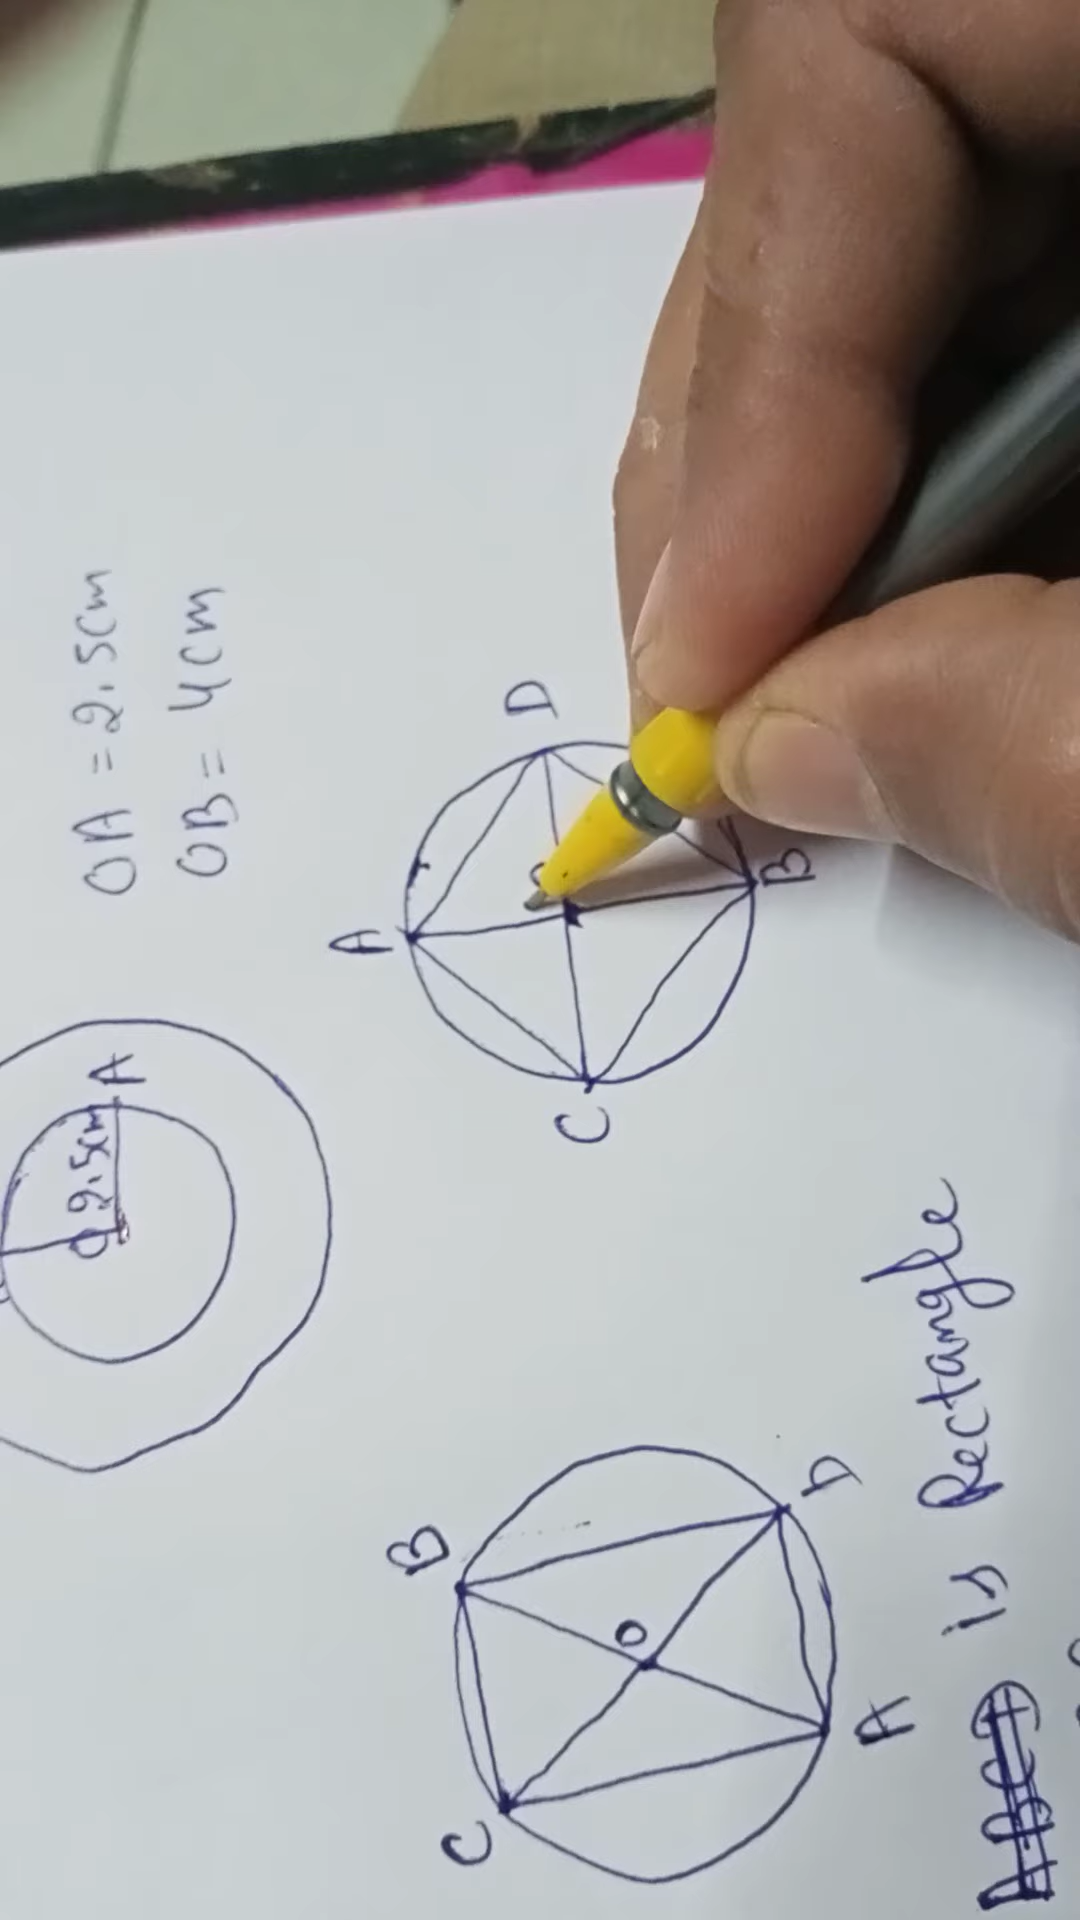 OA = 2.5cm
OB = 4cm
A
2.5cm
O
D
A
B
C
B
D
O
C
A
is Rectangle